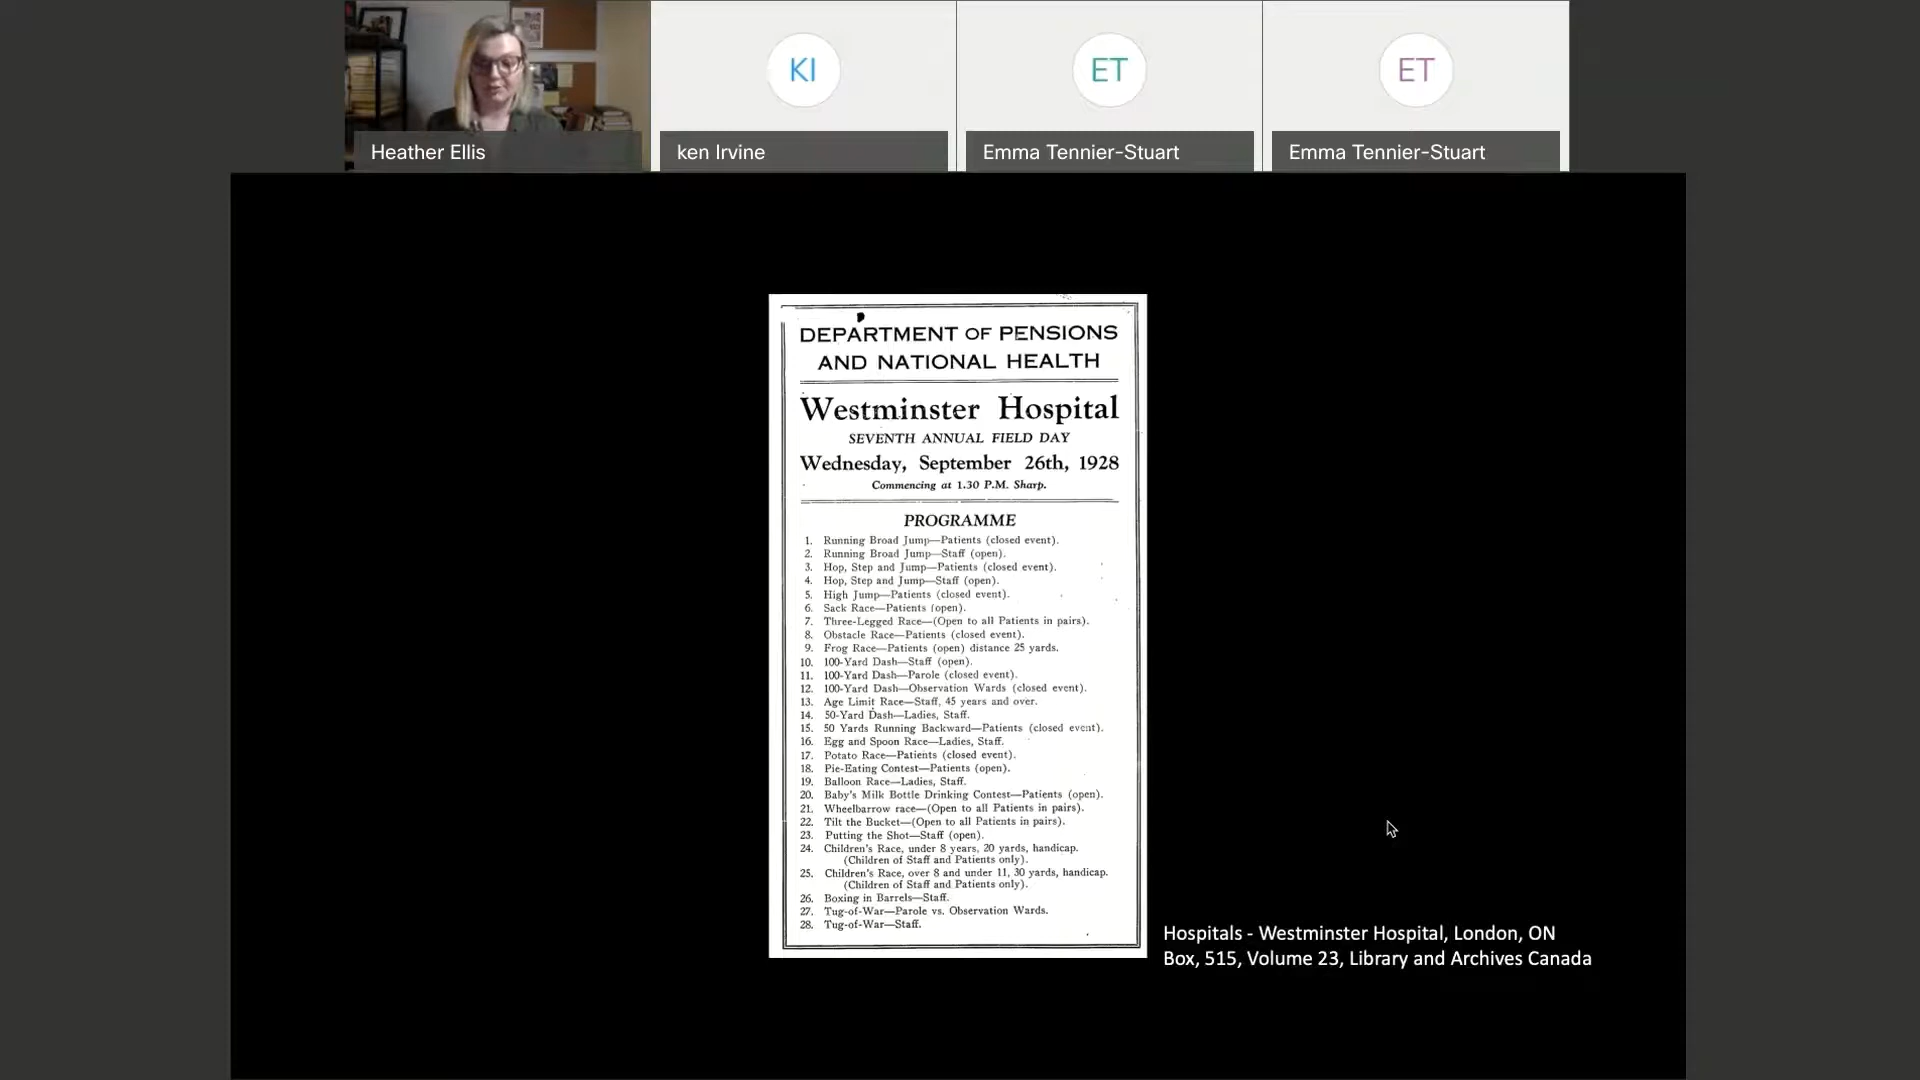 KI
ET
ET
Heather Ellis
ken Irvine
Emma Tennier-Stuart
Emma Tennier-Stuart
DEPARTMENT OF PENSIONS
AND NATIONAL HEALTH
Westminster Hospital
SEVENTH ANNUAL FIELD DAY
Wednesday, September 26th, 1928
Commencing at 1.30 P.M. Sharp.
PROGRAMME
1. Running Broad Jump—Patients (closed event).
2. Running Broad Jump—Staff (open).
3. Hop, Step and Jump—Patients (closed event).
4. Hop, Step and Jump—Staff (open).
5. High Jump—Patients (closed event).
6. Sack Race—Patients (open).
7. Three-Legged Race—(Open to all Patients in pairs).
8. Obstacle Race—Patients (closed event).
9. Frog Race—Patients (open) distance 25 yards.
10. 100-Yard Dash—Staff (open).
11. 100-Yard Dash—Parole (closed event).
12. 100-Yard Dash—Observation Wards (closed event).
13. Age Limit Race—Staff, 45 years and over.
14. 50-Yard Dash—Ladies, Staff.
15. 50 Yards Running Backward—Patients (closed event).
16. Egg and Spoon Race—Ladies, Staff.
17. Potato Race—Patients (closed event).
18. Pie-Eating Contest—Patients (open).
19. Balloon Race—Ladies, Staff.
20. Baby's Milk Bottle Drinking Contest—Patients (open).
21. Wheelbarrow race—(Open to all Patients in pairs).
22. Tilt the Bucket—(Open to all Patients in pairs).
23. Putting the Shot—Staff (open).
24. Children's Race, under 8 years, 20 yards, handicap.
(Children of Staff and Patients only).
25. Children's Race, over 8 and under 11, 30 yards, handicap.
(Children of Staff and Patients only).
26. Boxing in Barrels—Staff.
27. Tug-of-War—Parole vs. Observation Wards.
28. Tug-of-War—Staff.
Hospitals - Westminster Hospital, London, ON
Box, 515, Volume 23, Library and Archives Canada